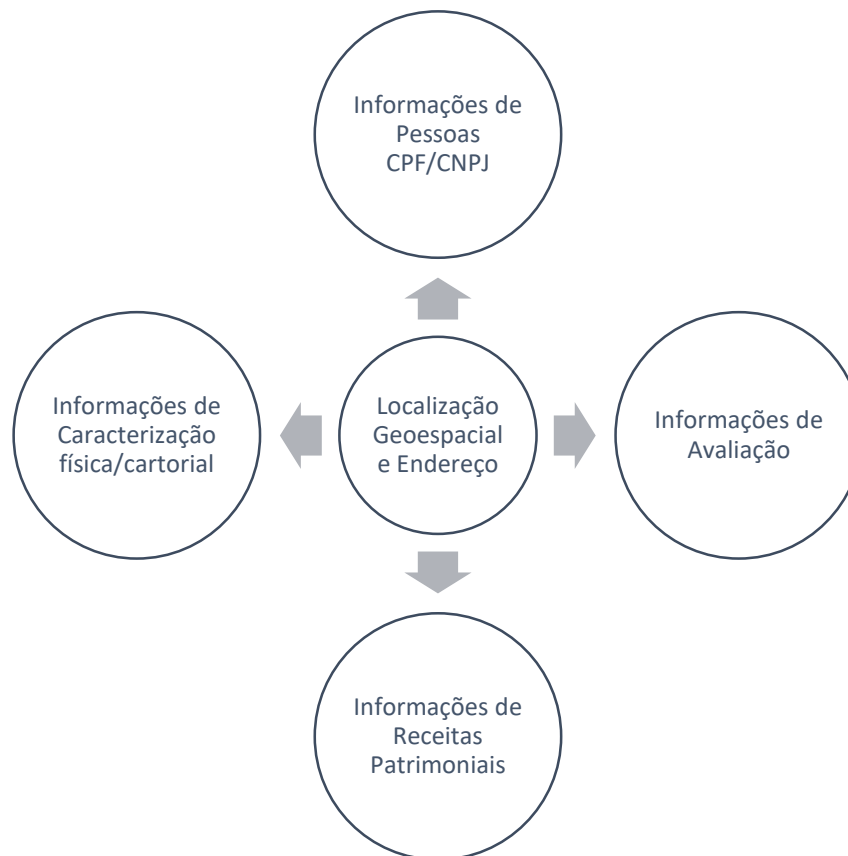 Informações de
Pessoas
CPF/CNPJ
Informações de
Caracterização
física/cartorial
Localização
Geoespacial
e Endereço
Informações de
Avaliação
Informações de
Receitas
Patrimoniais